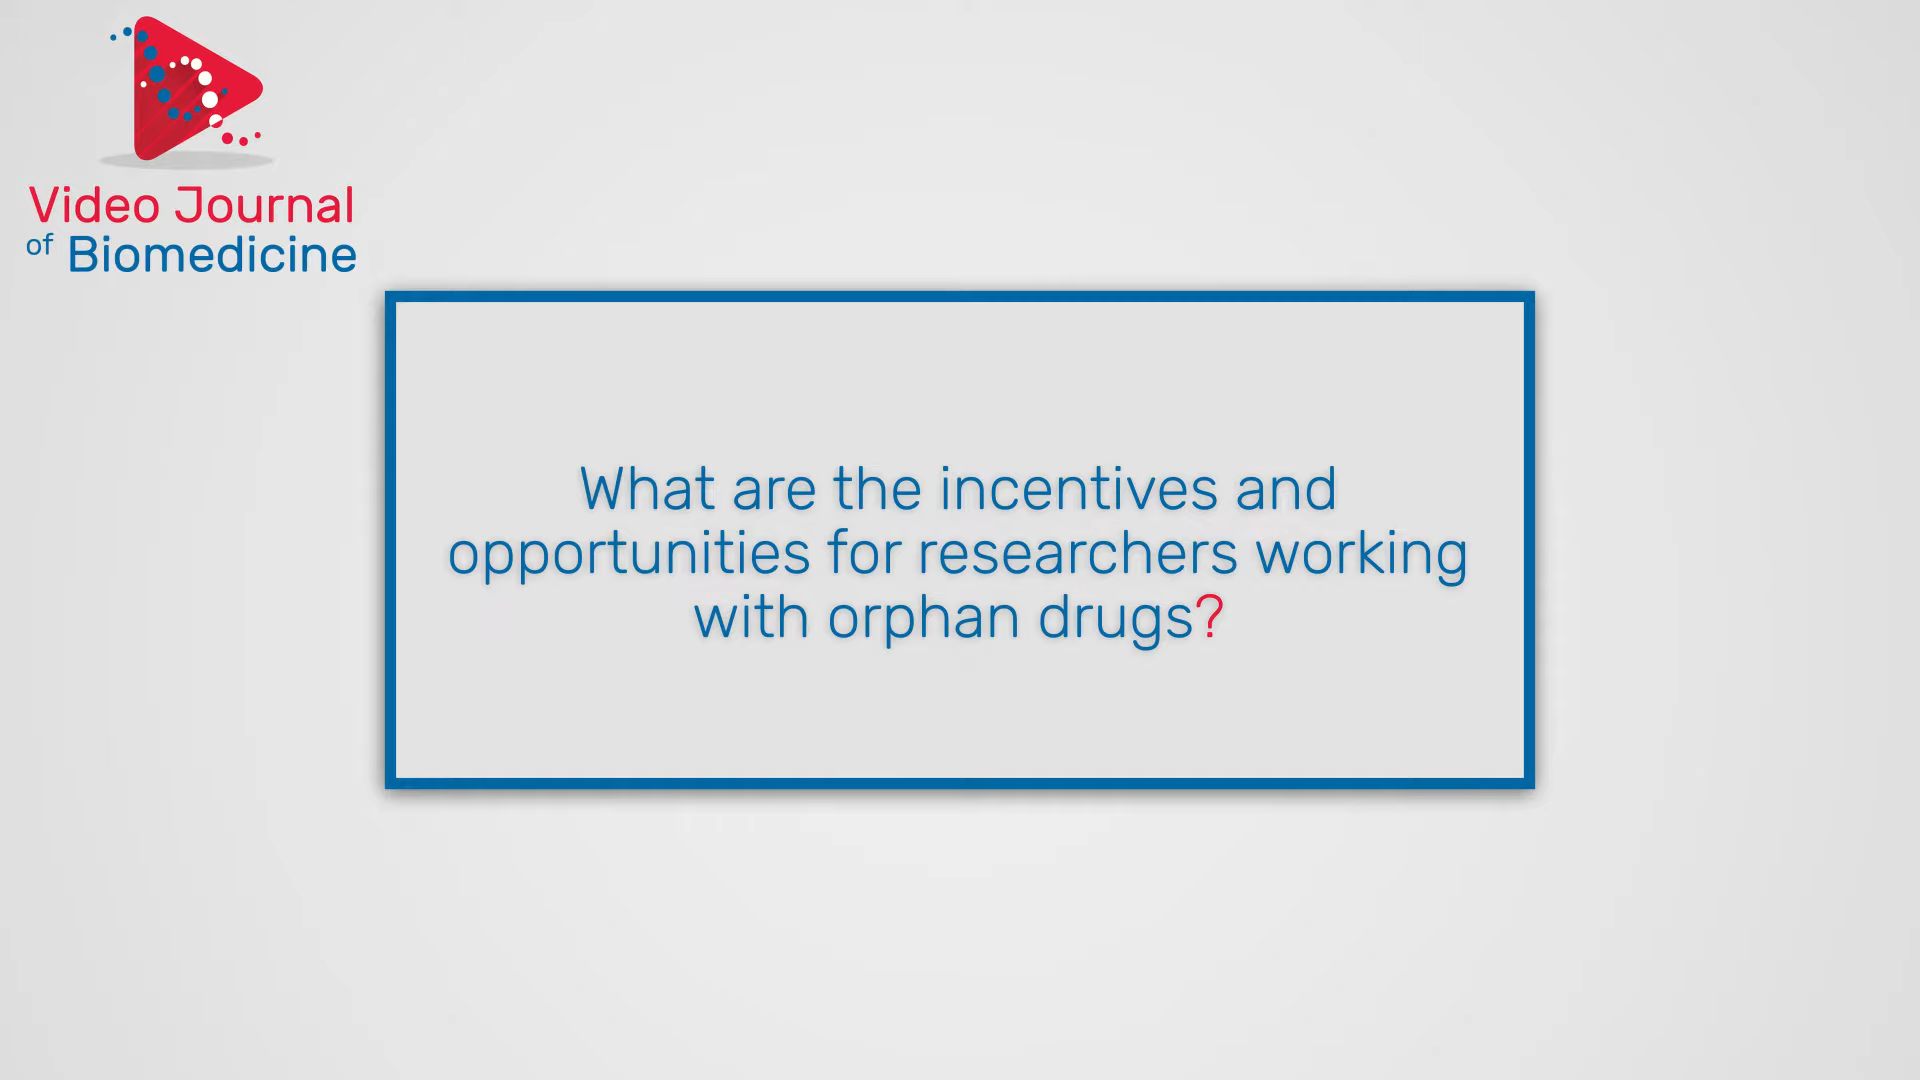 Video Journal
of Biomedicine
What are the incentives and
opportunities for researchers working
with orphan drugs?